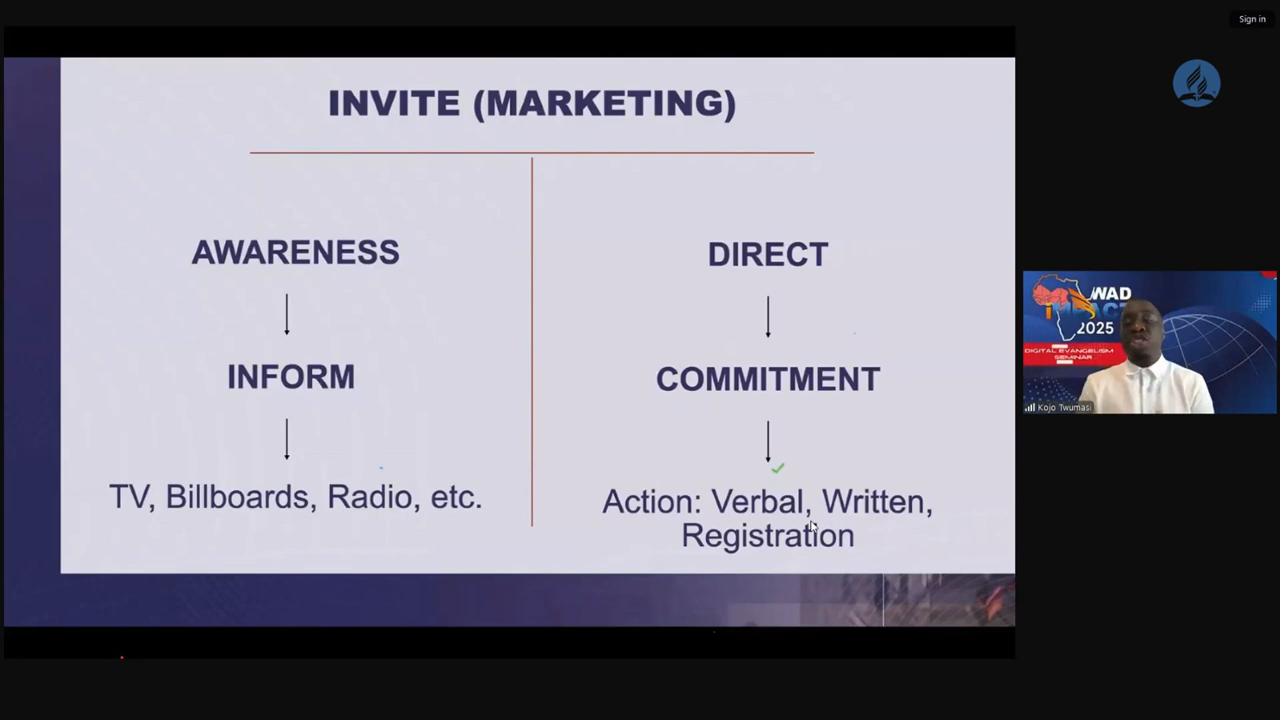 Sign in
INVITE (MARKETING)
AWARENESS
INFORM
TV, Billboards, Radio, etc.
DIRECT
COMMITMENT
Action: Verbal, Written,
Registration
WAD
2025
DIGITAL EVANGELISM
SEMINAR
Kojo Twumasi